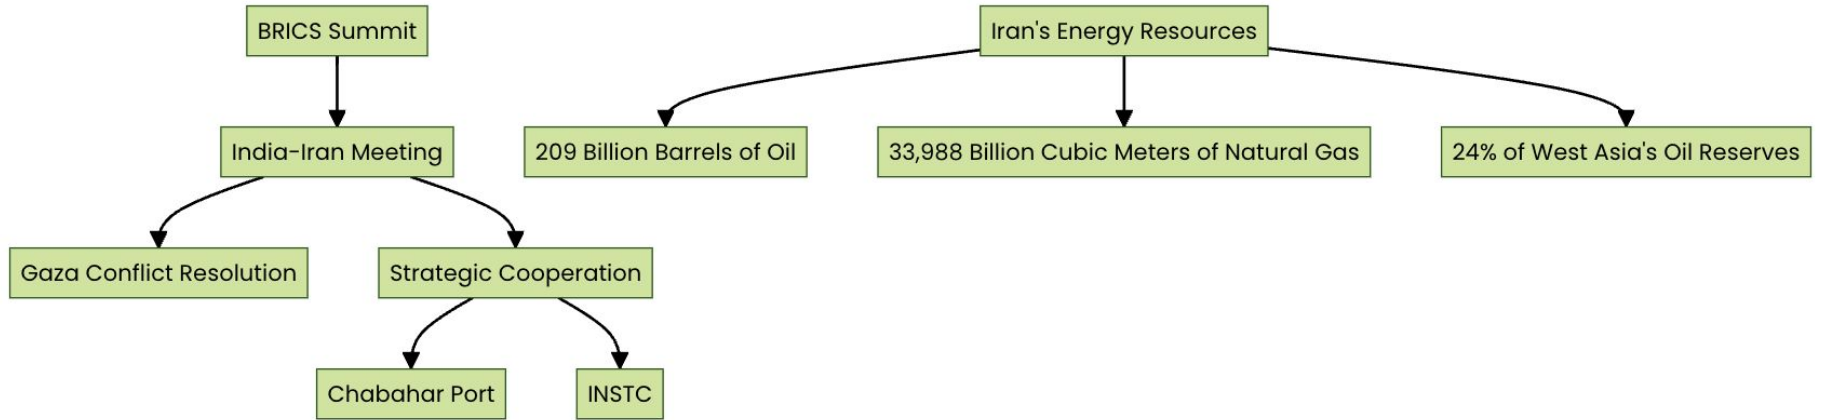 BRICS Summit
Iran's Energy Resources
India-Iran Meeting
209 Billion Barrels of Oil
33,988 Billion Cubic Meters of Natural Gas
24% of West Asia's Oil Reserves
Gaza Conflict Resolution
Strategic Cooperation
Chabahar Port
INSTC